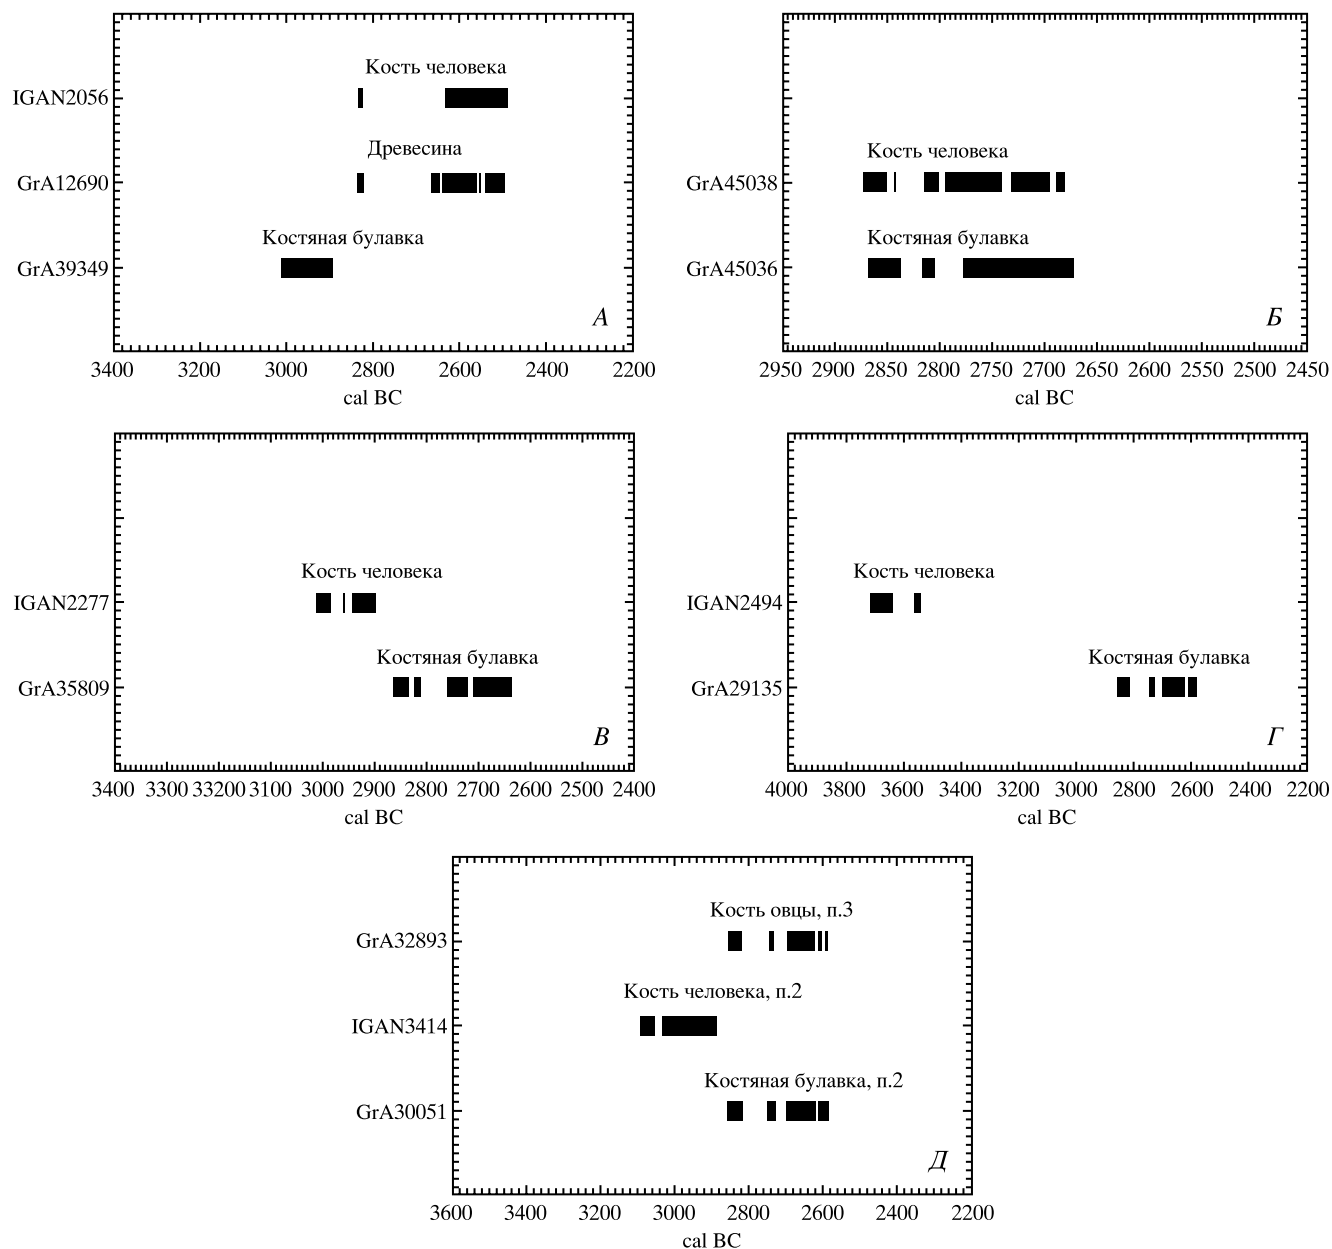 Кость человека
IGAN2056
Древесина
GrA12690
Костяная булавка
GrA39349
А
3400 3200 3000 2800 2600 2400 2200
cal BC
Кость человека
GrA45038
Костяная булавка
GrA45036
Б
2950 2900 2850 2800 2750 2700 2650 2600 2550 2500 2450
cal BC
Кость человека
IGAN2277
Костяная булавка
GrA35809
В
3400 3300 33200 3100 3000 2900 2800 2700 2600 2500 2400
cal BC
Кость человека
IGAN2494
Костяная булавка
GrA29135
Г
4000 3800 3600 3400 3200 3000 2800 2600 2400 2200
cal BC
Кость овцы, п.3
GrA32893
Кость человека, п.2
IGAN3414
Костяная булавка, п.2
GrA30051
Д
3600 3400 3200 3000 2800 2600 2400 2200
cal BC